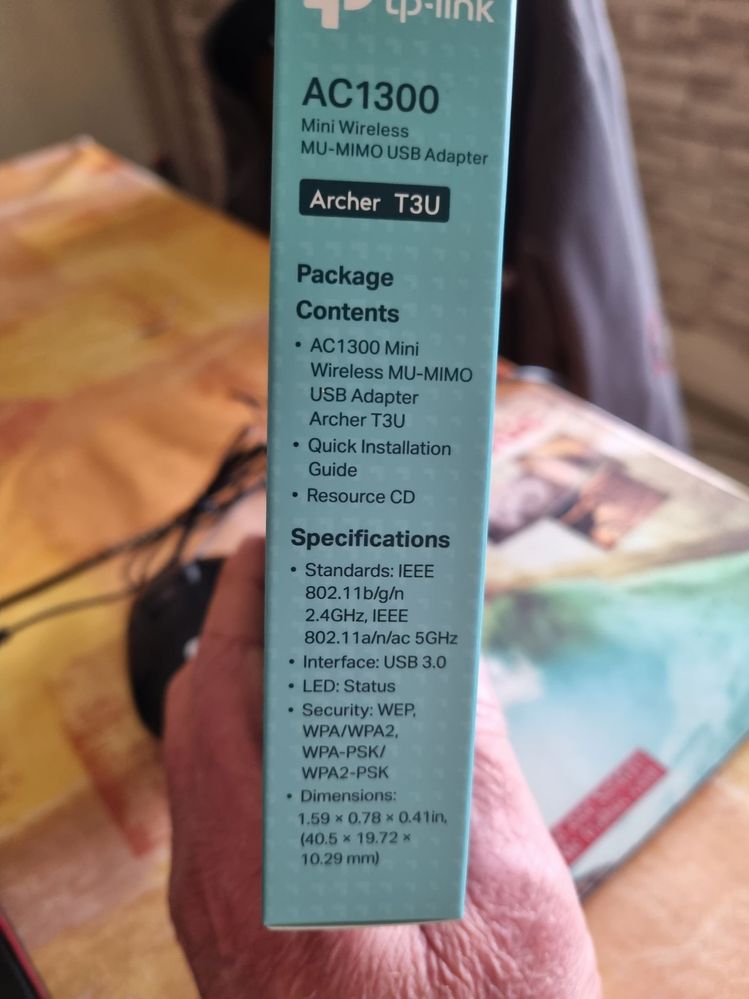 tp-link
AC1300
Mini Wireless
MU-MIMO USB Adapter
Archer T3U
Package
Contents
• AC1300 Mini
Wireless MU-MIMO
USB Adapter
Archer T3U
• Quick Installation
Guide
• Resource CD
Specifications
• Standards: IEEE
802.11b/g/n
2.4GHz, IEEE
802.11a/n/ac 5GHz
• Interface: USB 3.0
• LED: Status
• Security: WEP,
WPA/WPA2,
WPA-PSK/
WPA2-PSK
• Dimensions:
1.59 × 0.78 × 0.41in,
(40.5 × 19.72 ×
10.29 mm)